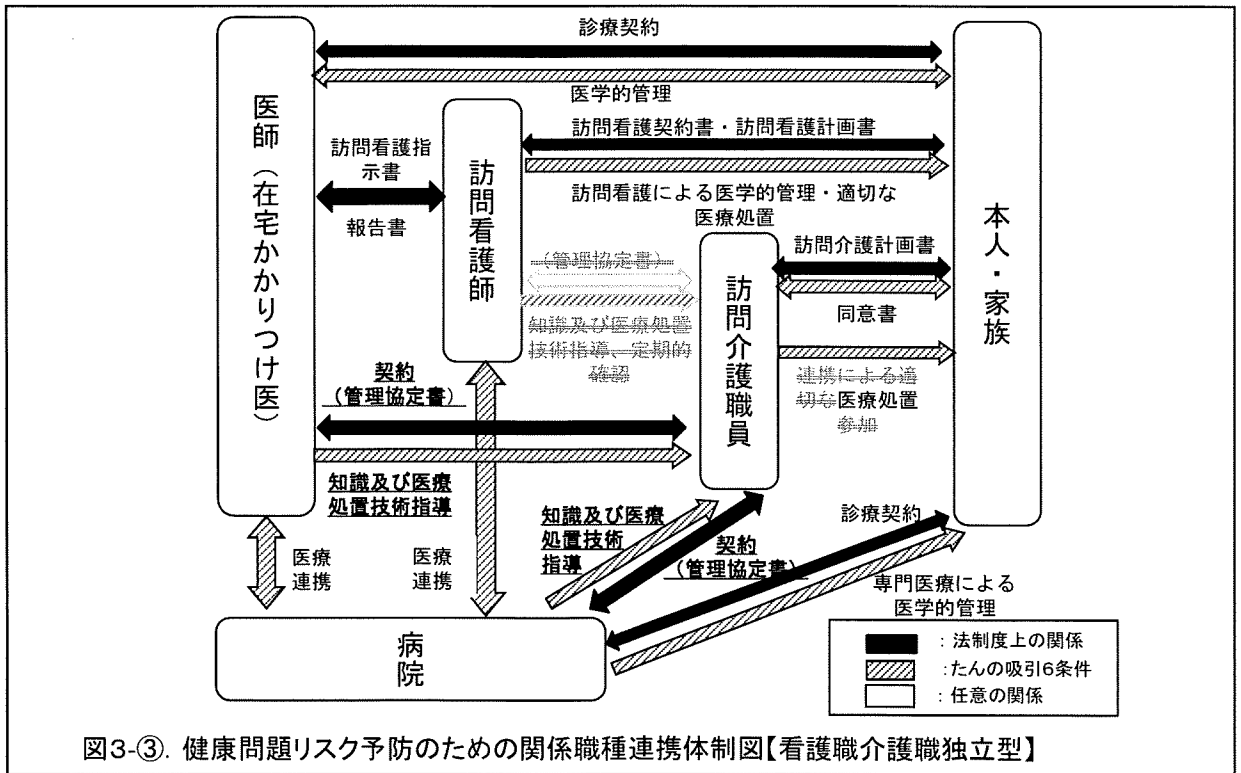 診療契約
医学的管理
医師（在宅かかりつけ医）
訪問看護指
示書
報告書
訪問看護師
訪問看護契約書・訪問看護計画書
訪問看護による医学的管理・適切な
医療処置
（管理協定書）
知識及び医療処置
技術指導、定期的
確認
訪問介護職員
訪問介護計画書
同意書
連携による適
切な医療処置
参加
本人・家族
契約
（管理協定書）
知識及び医療
処置技術指導
医療
連携
医療
連携
知識及び医療
処置技術
指導
契約
（管理協定書）
診療契約
専門医療による
医学的管理
病院
：法制度上の関係
：たんの吸引6条件
：任意の関係
図3-③. 健康問題リスク予防のための関係職種連携体制図【看護職介護職独立型】